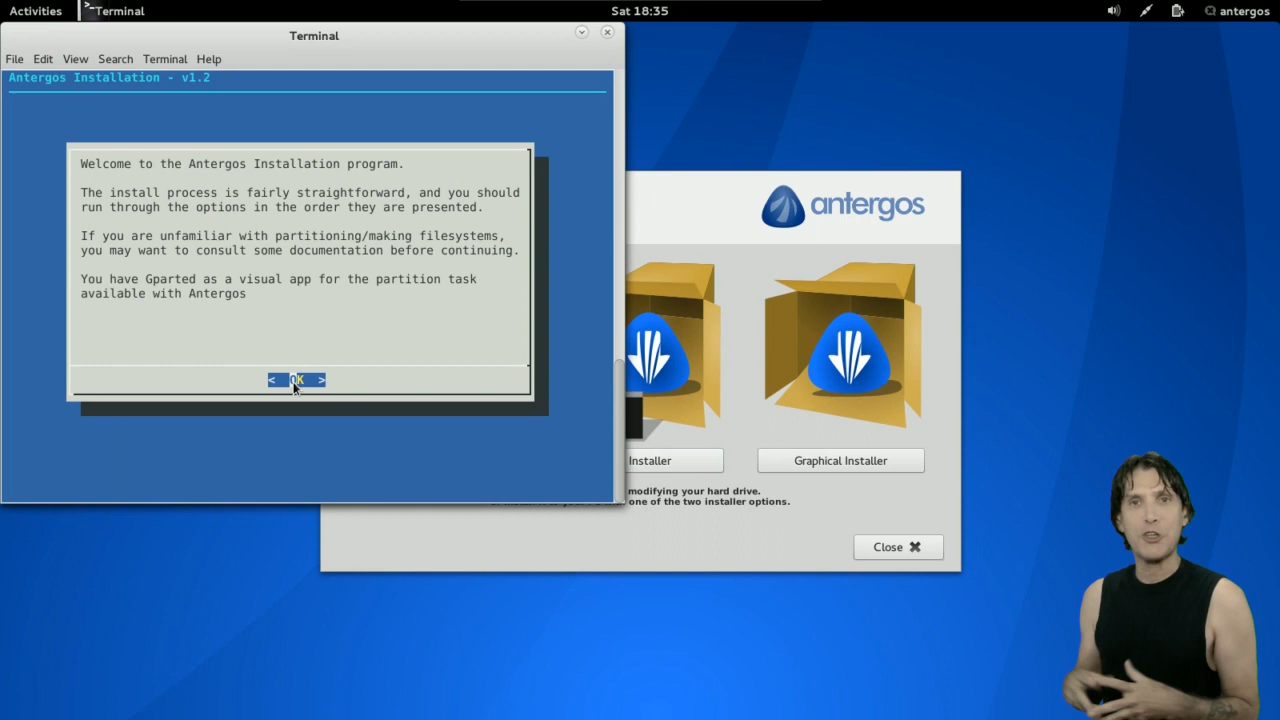 Activities
Terminal
Sat 18:35
antergos
Terminal
File Edit View Search Terminal Help
Antergos Installation - v1.2
Welcome to the Antergos Installation program.
The install process is fairly straightforward, and you should
run through the options in the order they are presented.
If you are unfamiliar with partitioning/making filesystems,
you may want to consult some documentation before continuing.
You have Gparted as a visual app for the partition task
available with Antergos
< OK >
antergos
Installer
Graphical Installer
modifying your hard drive.
one of the two installer options.
Close